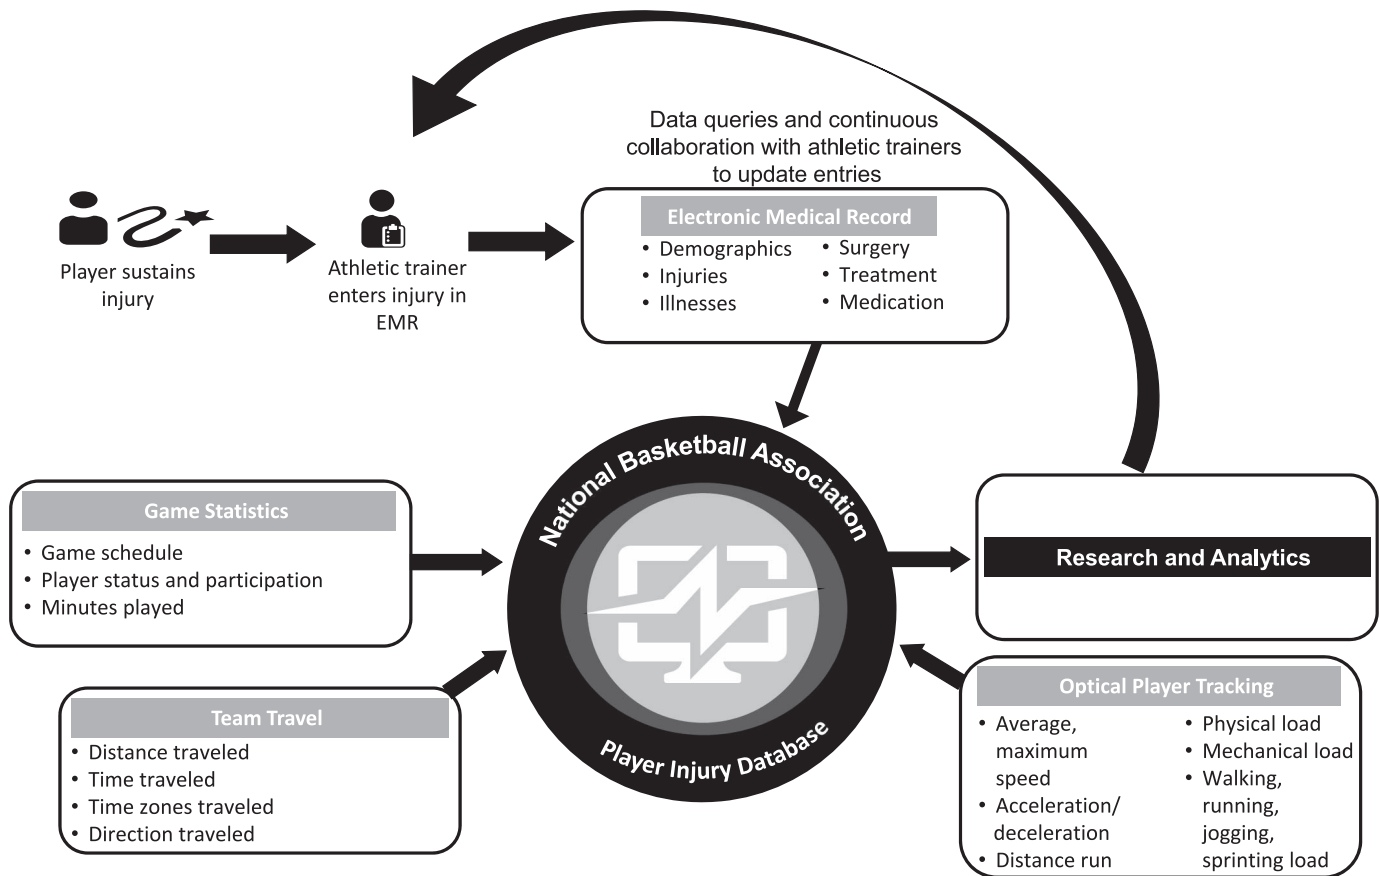 Data queries and continuous
collaboration with athletic trainers
to update entries
Player sustains
injury
Athletic trainer
enters injury in
EMR
Electronic Medical Record
• Demographics
• Injuries
• Illnesses
• Surgery
• Treatment
• Medication
National Basketball Association
Player Injury Database
Game Statistics
• Game schedule
• Player status and participation
• Minutes played
Team Travel
• Distance traveled
• Time traveled
• Time zones traveled
• Direction traveled
Research and Analytics
Optical Player Tracking
• Average,
maximum
speed
• Acceleration/
deceleration
• Distance run
• Physical load
• Mechanical load
• Walking,
running,
jogging,
sprinting load